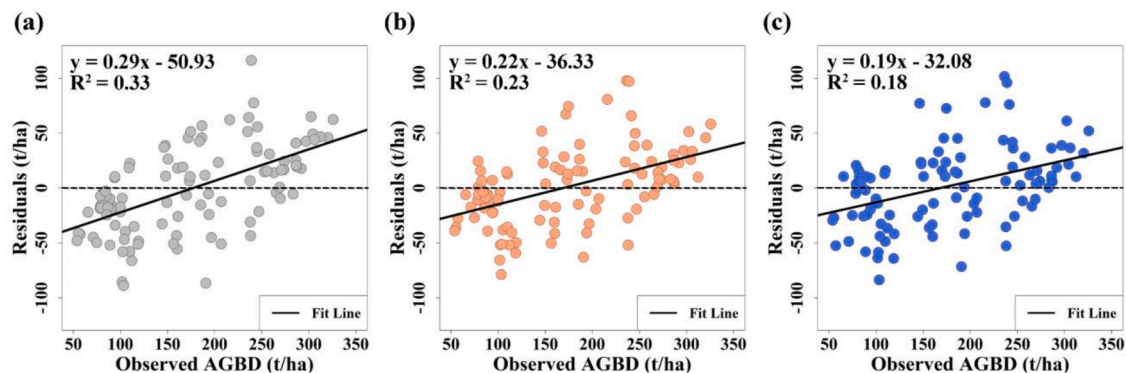 (a)
y = 0.29x - 50.93
R² = 0.33
Residuals (t/ha)
100
50
0
-50
-100
Fit Line
50 100 150 200 250 300 350
Observed AGBD (t/ha)
(b)
y = 0.22x - 36.33
R² = 0.23
Residuals (t/ha)
100
50
0
-50
-100
Fit Line
50 100 150 200 250 300 350
Observed AGBD (t/ha)
(c)
y = 0.19x - 32.08
R² = 0.18
Residuals (t/ha)
100
50
0
-50
-100
Fit Line
50 100 150 200 250 300 350
Observed AGBD (t/ha)